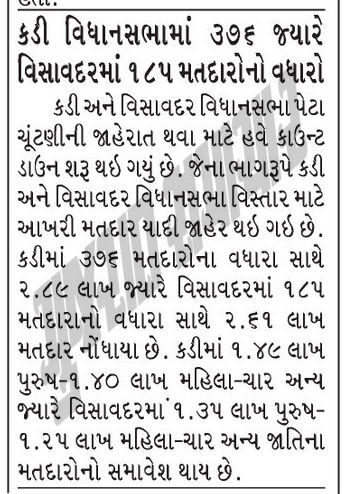 કડી વિધાનસભામાં ૩૭૬ જ્યારે
વિસાવદરમાં ૧૮૫ મતદારોનો વધારો
કડી અને વિસાવદર વિધાનસભા પેટા
ચૂંટણીની જાહેરાત થવા માટે હવે કાઉન્ટ
ડાઉન શરૂ થઇ ગયું છે. જેના ભાગરૂપે કડી
અને વિસાવદર વિધાનસભા વિસ્તાર માટે
આખરી મતદાર યાદી જાહેર થઇ ગઇ છે.
કડીમાં ૩૭૬ મતદારોના વધારા સાથે
૨.૮૯ લાખ જ્યારે વિસાવદરમાં ૧૮૫
મતદારાનો વધારા સાથે ૨.૬૧ લાખ
મતદાર નોંધાયા છે. કડીમાં ૧.૪૯ લાખ
પુરુષ-૧.૪૦ લાખ મહિલા-ચાર અન્ય
જ્યારે વિસાવદરમાં ૧.૩૫ લાખ પુરુષ-
૧.૨૫ લાખ મહિલા-ચાર અન્ય જાતિના
મતદારોનો સમાવેશ થાય છે.